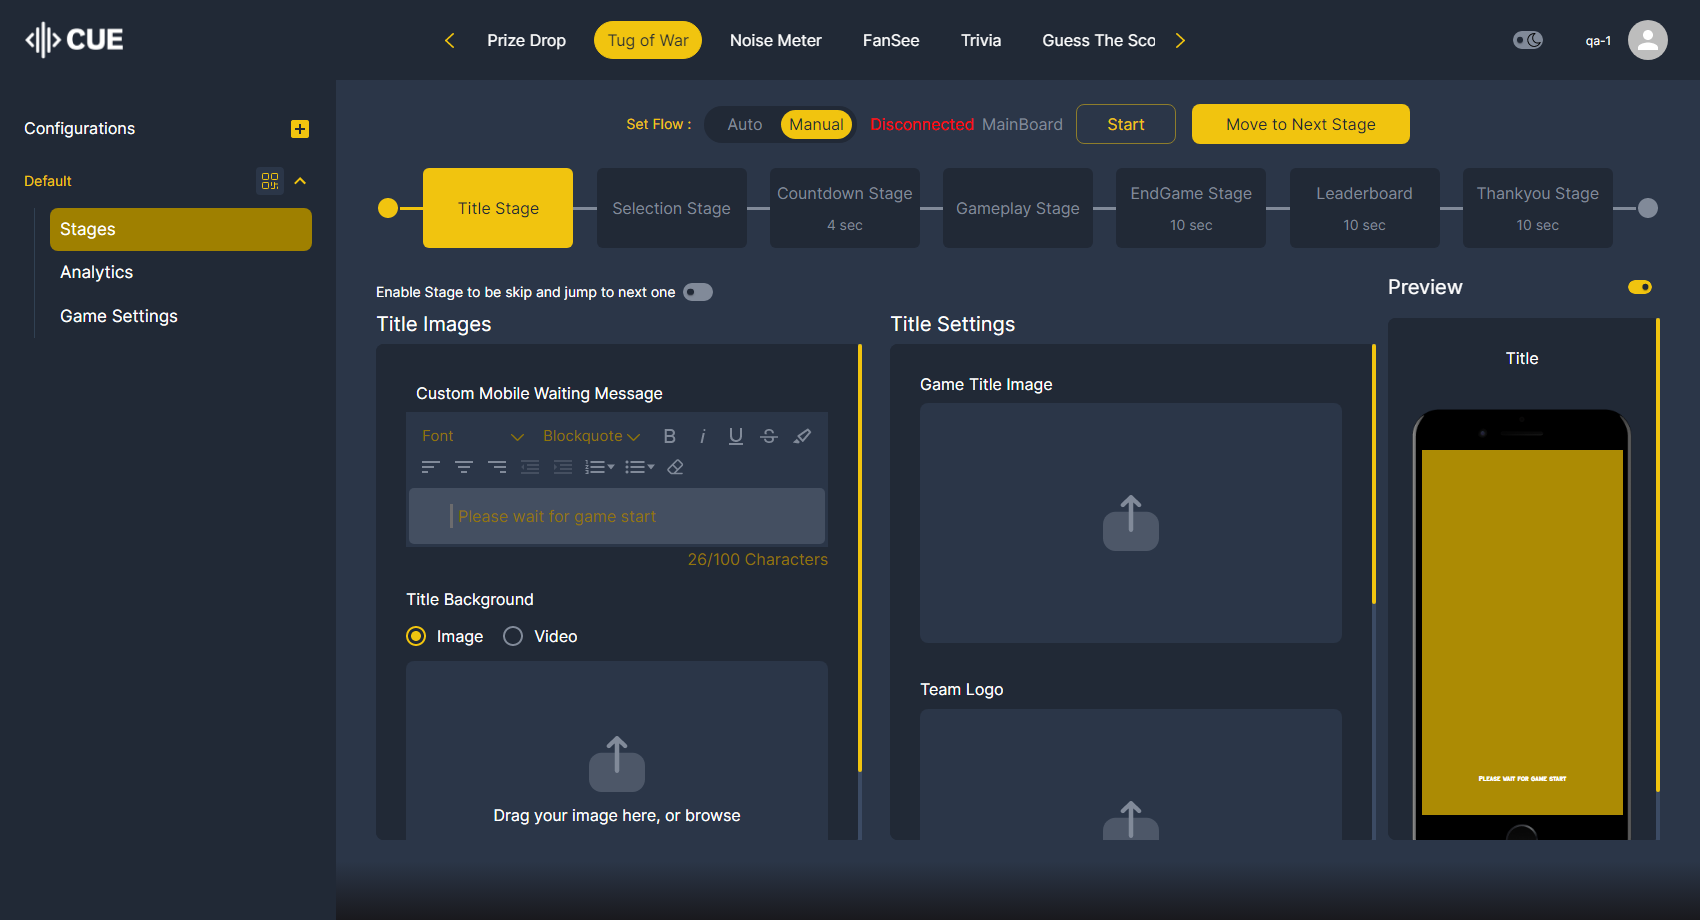 CUE
Prize Drop
Tug of War
Noise Meter
FanSee
Trivia
Guess The Sco
qa-1
Configurations
Default
Stages
Analytics
Game Settings
Set Flow :
Auto
Manual
Disconnected MainBoard
Start
Move to Next Stage
Title Stage
Selection Stage
Countdown Stage
4 sec
Gameplay Stage
EndGame Stage
10 sec
Leaderboard
10 sec
Thankyou Stage
10 sec
Enable Stage to be skip and jump to next one
Title Images
Custom Mobile Waiting Message
Font
Blockquote
B i U S
Please wait for game start
26/100 Characters
Title Background
Image
Video
Drag your image here, or browse
Title Settings
Game Title Image
Team Logo
Preview
Title
PLEASE WAIT FOR GAME START